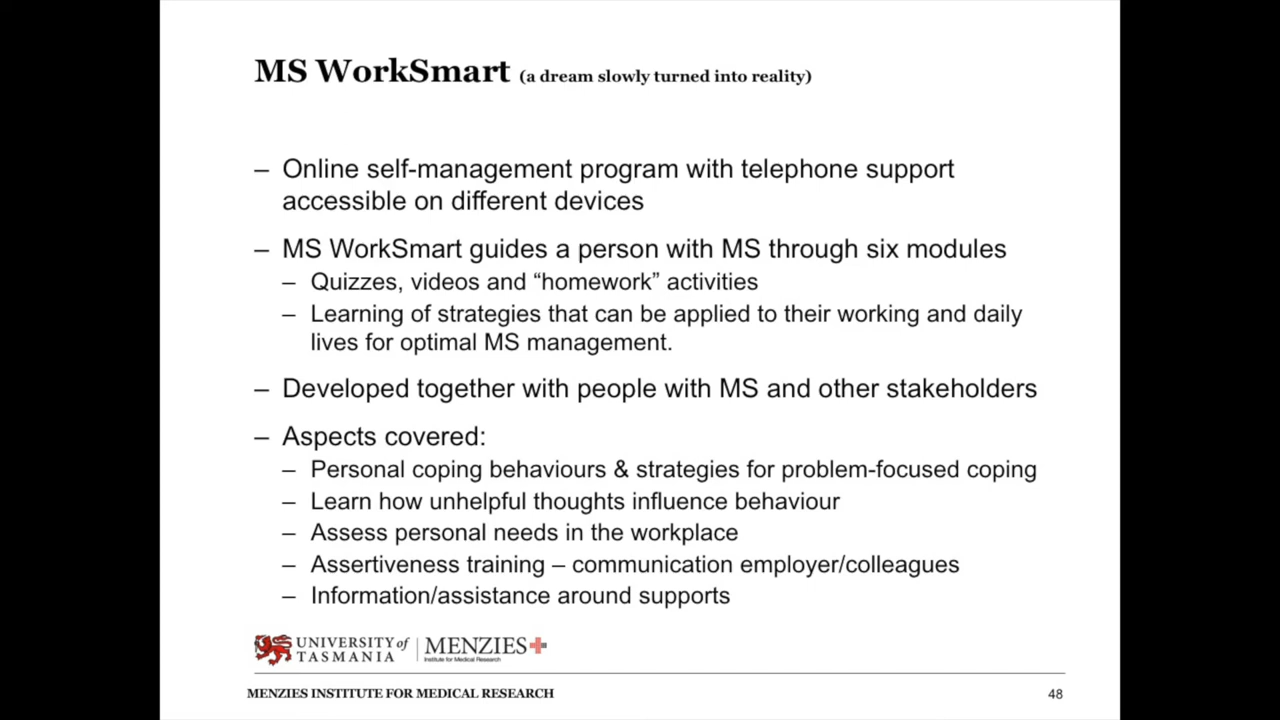 MS WorkSmart (a dream slowly turned into reality)
– Online self-management program with telephone support
accessible on different devices
– MS WorkSmart guides a person with MS through six modules
– Quizzes, videos and “homework” activities
– Learning of strategies that can be applied to their working and daily
lives for optimal MS management.
– Developed together with people with MS and other stakeholders
– Aspects covered:
– Personal coping behaviours & strategies for problem-focused coping
– Learn how unhelpful thoughts influence behaviour
– Assess personal needs in the workplace
– Assertiveness training – communication employer/colleagues
– Information/assistance around supports
UNIVERSITY of
TASMANIA
MENZIES
Institute for Medical Research
MENZIES INSTITUTE FOR MEDICAL RESEARCH
48